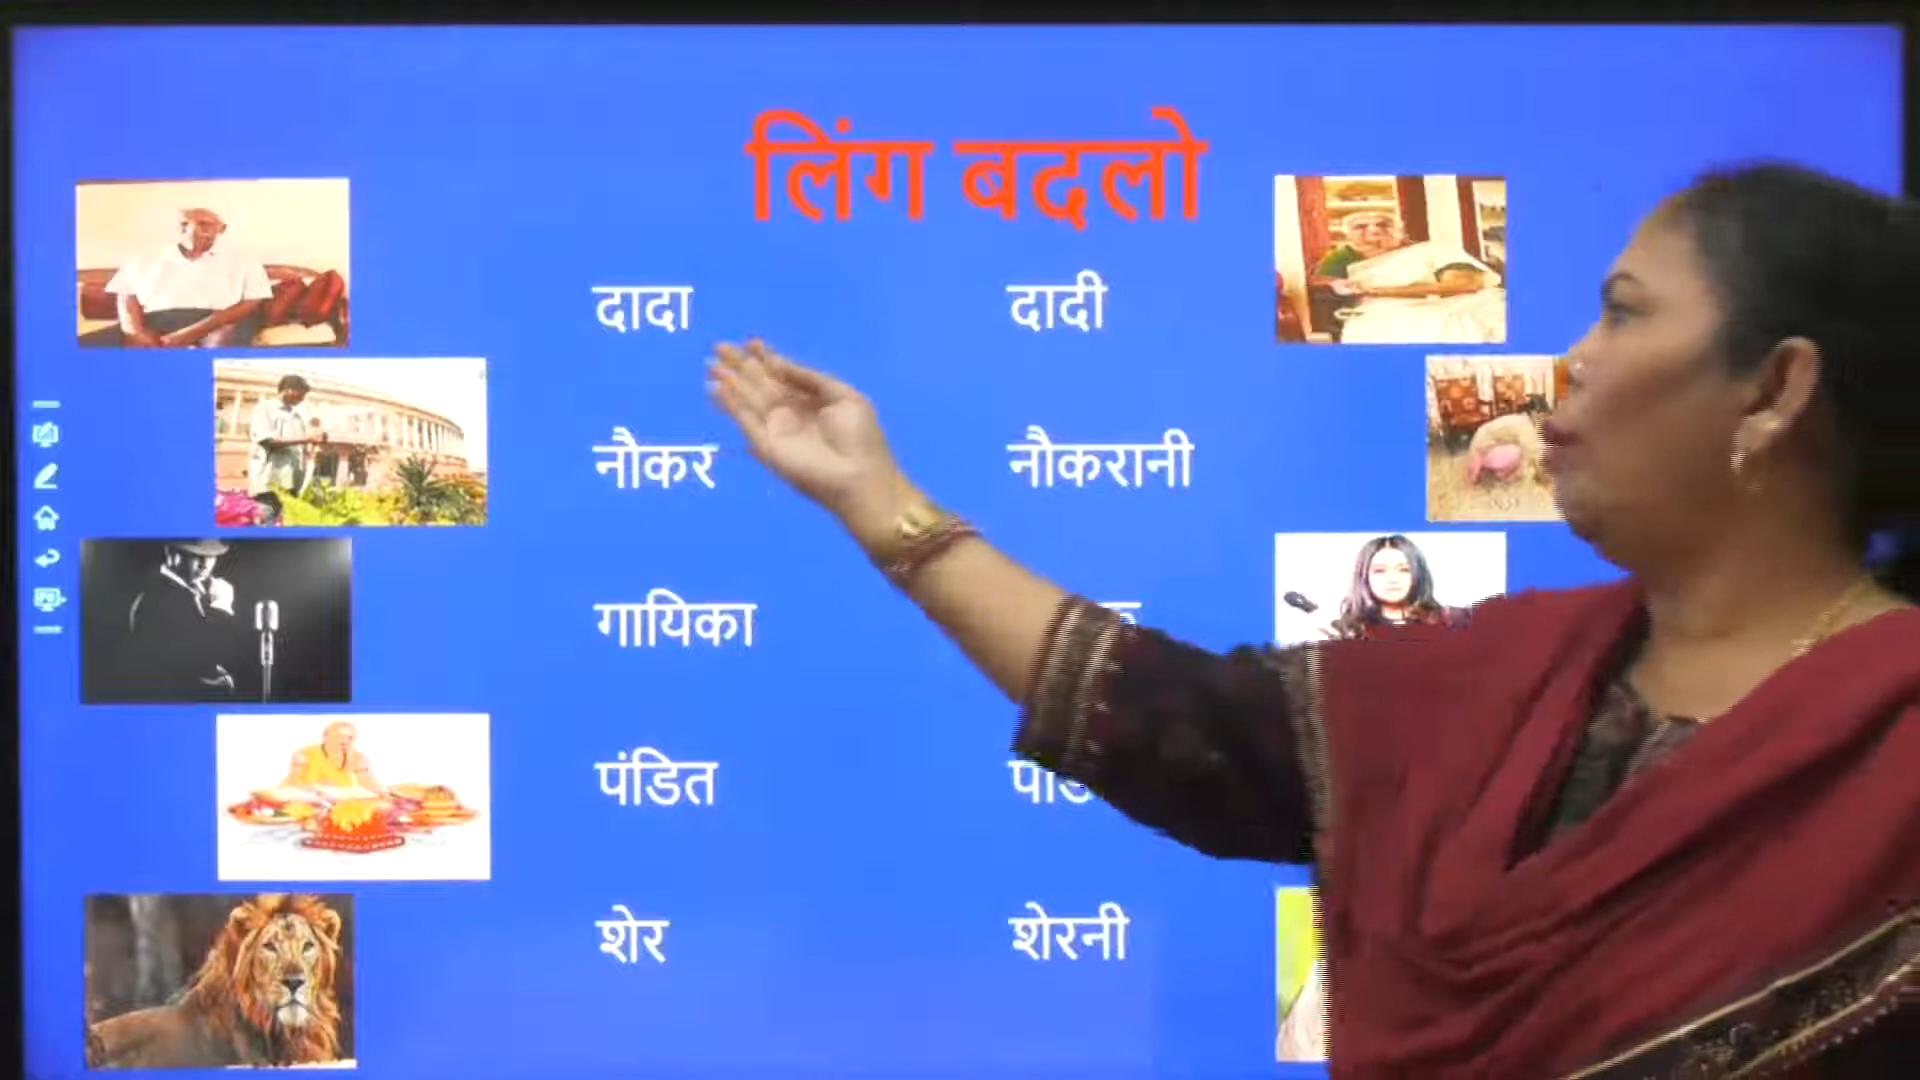 लिंग बदलो
दादा दादी
नौकर नौकरानी
गायिका
पंडित
शेर शेरनी